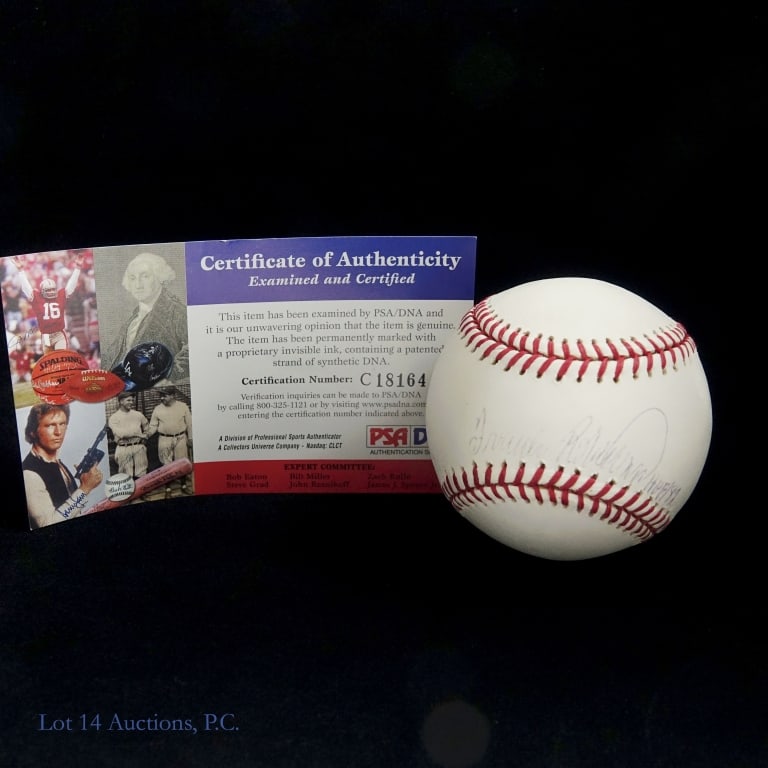 Certificate of Authenticity
Examined and Certified
This item has been examined by PSA/DNA and
it is our unwavering opinion that the item is genuine.
The item has been permanently marked with
a proprietary invisible ink, containing a patented
strand of synthetic DNA.
Certification Number: C18164
Verification inquiries can be made to PSA/DNA
by calling 800-325-1121 or by visiting www.psadna.com
entering the certification number indicated above.
A Division of Professional Sports Authenticator
A Collectors Universe Company - Nasdaq: CLCT
PSA D
AUTHENTICATION
EXPERT COMMITTEE:
Bob Eaton Bill Miller Zach Rullo
Steve Grad John Reznikoff James J. Spence
16
SPALDING
Wilson
Lot 14 Auctions, P.C.